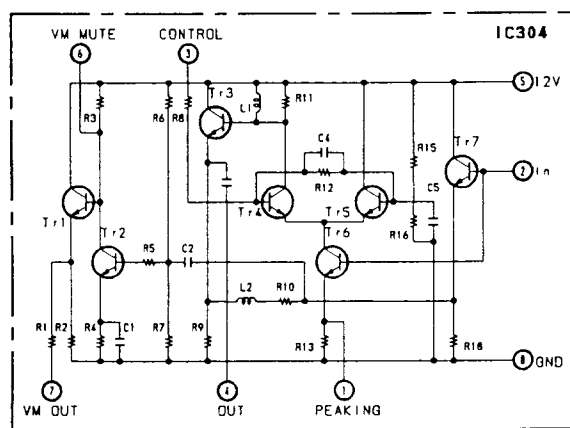 VM MUTE CONTROL IC304
6 3
5 12V
Tr3 L1 R11
R3 R6 R8
C4 Tr7
R15
R12 2 In
C5
Tr1 Tr4 Tr5
R16
Tr2 Tr6
R5 C2
L2 R10
R1 R2 R4 C1 R7 R9 R13 R16
8 GND
7 4 1
VM OUT OUT PEAKING